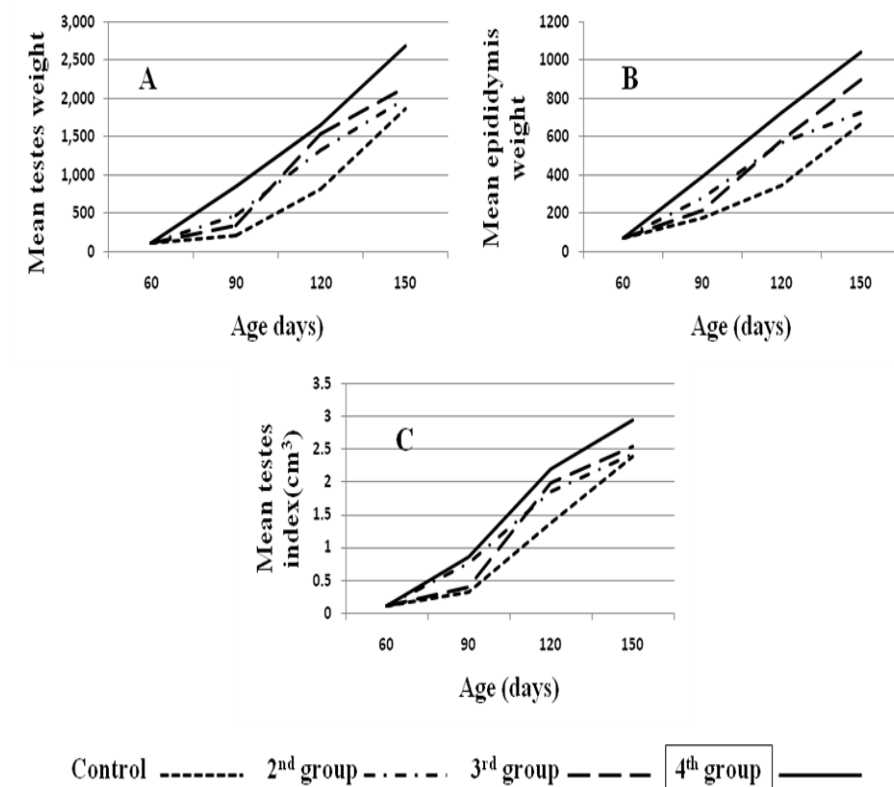 A
Mean testes weight
3,000
2,500
2,000
1,500
1,000
500
0
60 90 120 150
Age days)
B
Mean epididymis
weight
1200
1000
800
600
400
200
0
60 90 120 150
Age (days)
C
Mean testes
index(cm³)
3.5
3
2.5
2
1.5
1
0.5
0
60 90 120 150
Age (days)
Control 2nd group 3rd group 4th group